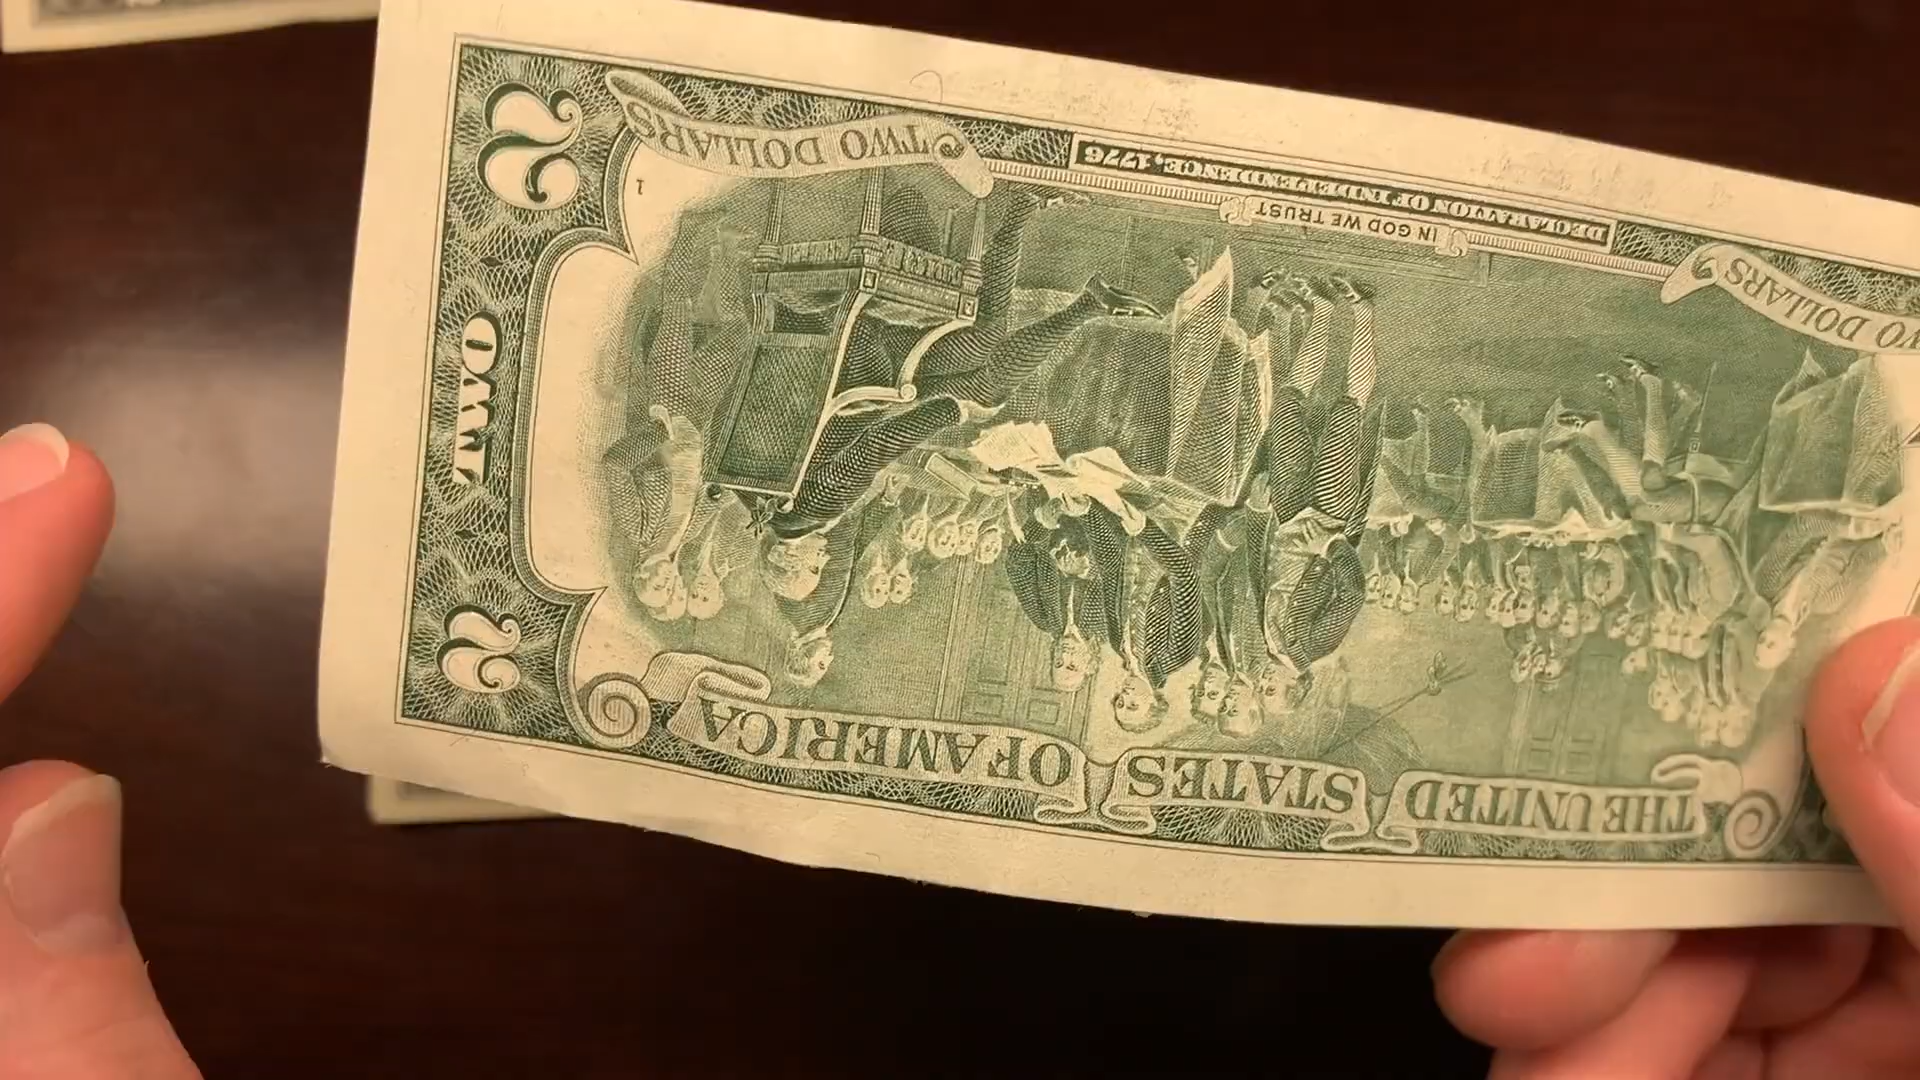 THE UNITED STATES OF AMERICA
2
2
TWO
IN GOD WE TRUST
DECLARATION OF INDEPENDENCE, 1776
TWO DOLLARS
1
TWO DOLLARS